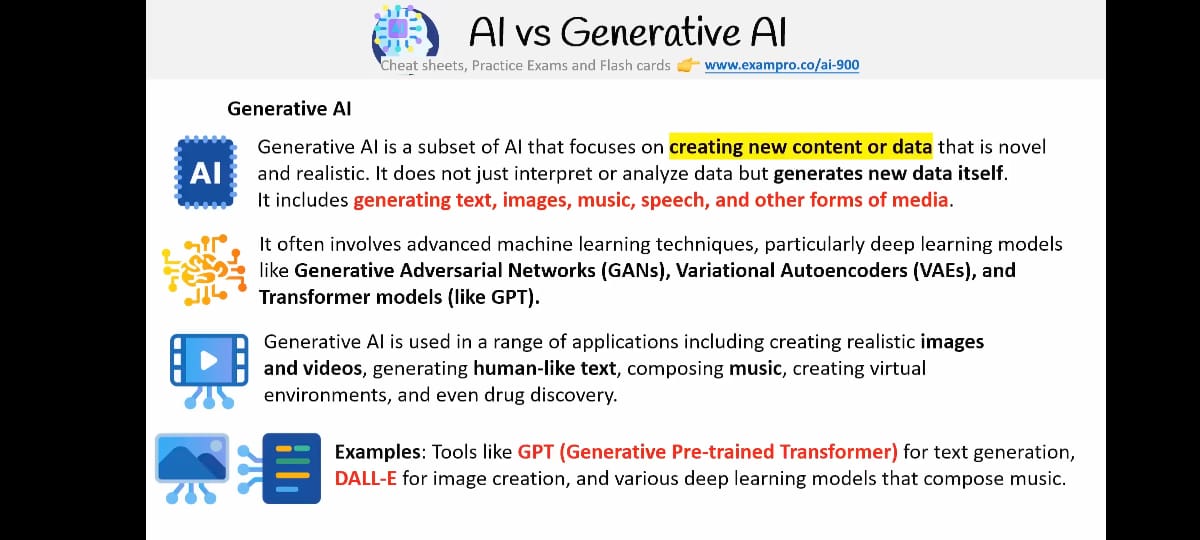 AI vs Generative AI
Cheat sheets, Practice Exams and Flash cards 👉 www.exampro.co/ai-900
Generative AI
AI
Generative AI is a subset of AI that focuses on creating new content or data that is novel
and realistic. It does not just interpret or analyze data but generates new data itself.
It includes generating text, images, music, speech, and other forms of media.
It often involves advanced machine learning techniques, particularly deep learning models
like Generative Adversarial Networks (GANs), Variational Autoencoders (VAEs), and
Transformer models (like GPT).
Generative AI is used in a range of applications including creating realistic images
and videos, generating human-like text, composing music, creating virtual
environments, and even drug discovery.
Examples: Tools like GPT (Generative Pre-trained Transformer) for text generation,
DALL-E for image creation, and various deep learning models that compose music.